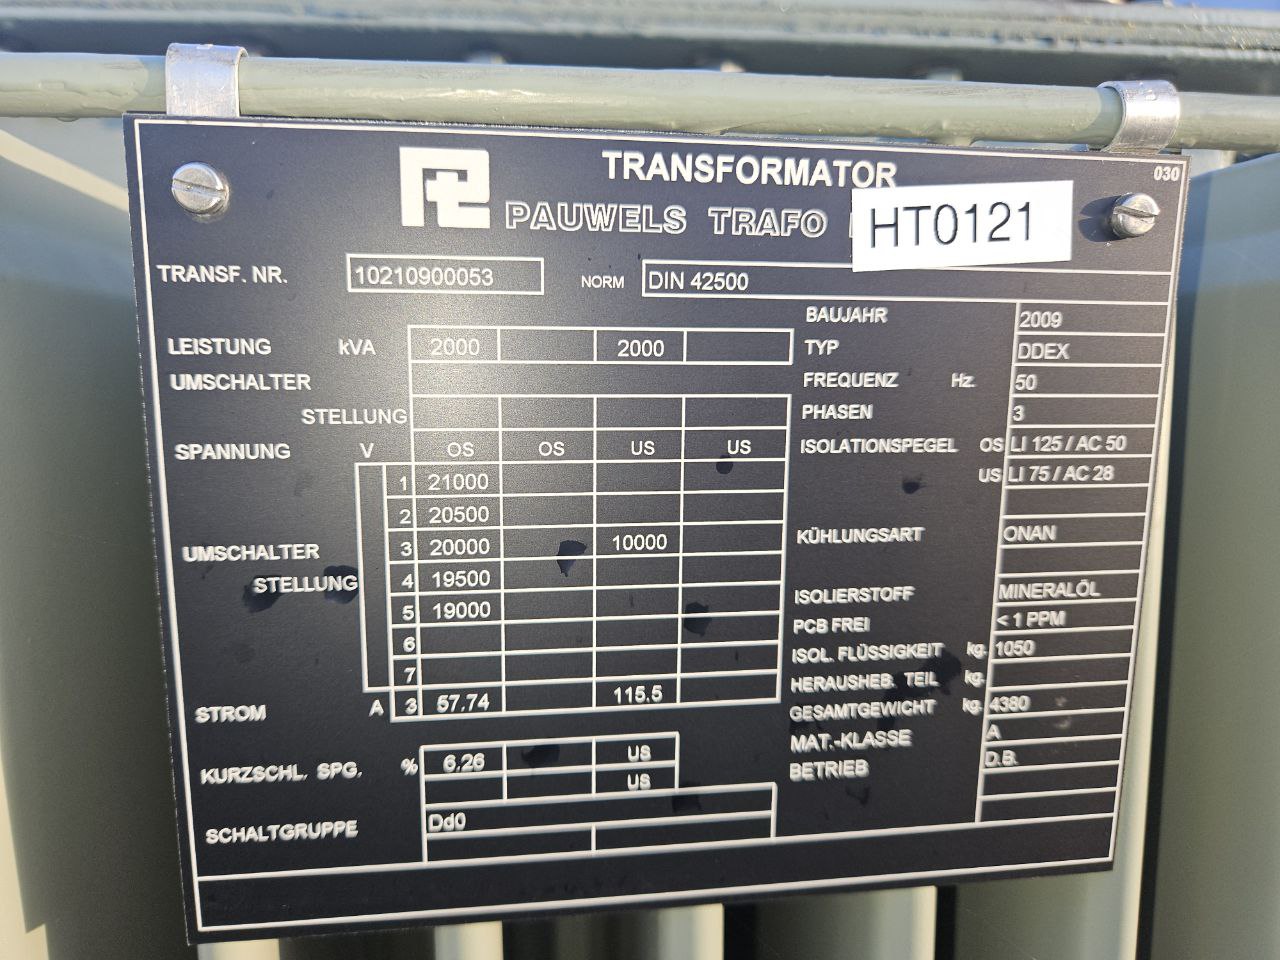 TRANSFORMATOR
030
PAUWELS TRAFO
HT0121
TRANSF. NR. 10210900053 NORM DIN 42500
LEISTUNG kVA 2000 2000
UMSCHALTER
STELLUNG
SPANNUNG V OS OS US US
1 21000
2 20500
UMSCHALTER 3 20000 10000
STELLUNG 4 19500
5 19000
6
7
STROM A 3 57.74 115.5
KURZSCHL. SPG. % 6.26 US
US
SCHALTGRUPPE Dd0
BAUJAHR 2009
TYP DDEX
FREQUENZ Hz. 50
PHASEN 3
ISOLATIONSPEGEL OS LI 125 / AC 50
US LI 75 / AC 28
KÜHLUNGSART ONAN
ISOLIERSTOFF MINERALÖL
PCB FREI < 1 PPM
ISOL. FLÜSSIGKEIT kg. 1050
HERAUSHEB. TEIL kg.
GESAMTGEWICHT kg. 4380
MAT.-KLASSE A
BETRIEB D.B.